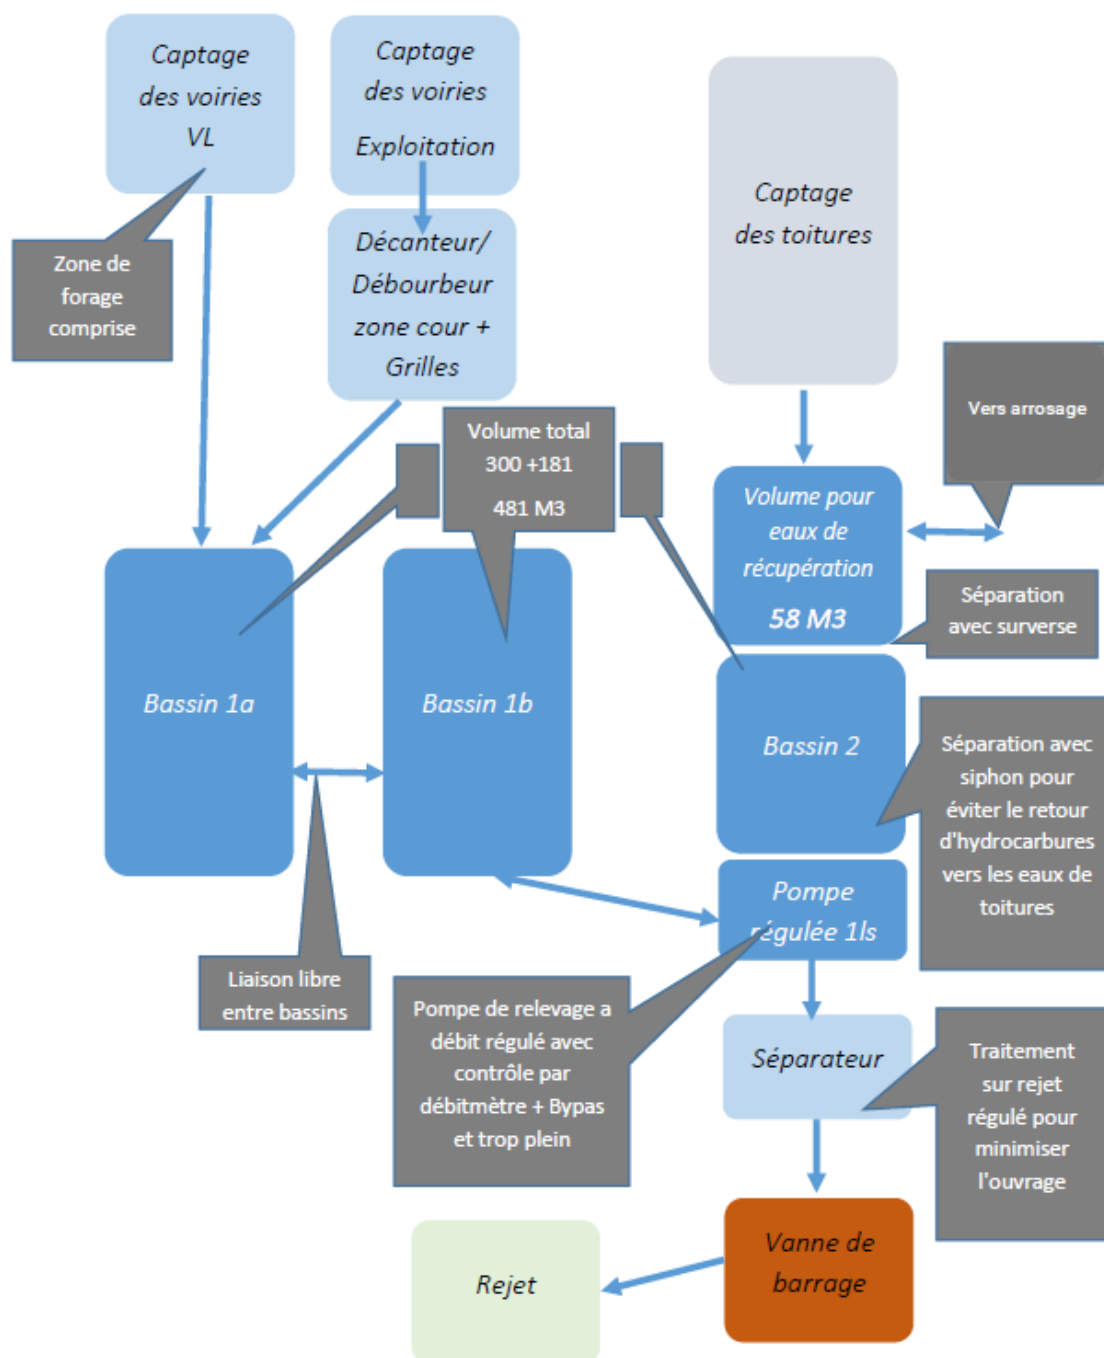 Captage
des voiries
VL
Captage
des voiries
Exploitation
Captage
des toitures
Zone de
forage
comprise
Décanteur/
Débourbeur
zone cour +
Grilles
Vers arrosage
Volume total
300 +181
481 M3
Volume pour
eaux de
récupération
58 M3
Séparation
avec surverse
Bassin 1a
Bassin 1b
Bassin 2
Séparation avec
siphon pour
éviter le retour
d'hydrocarbures
vers les eaux de
toitures
Pompe
régulée 1ls
Liaison libre
entre bassins
Pompe de relevage a
débit régulé avec
contrôle par
débitmètre + Bypas
et trop plein
Séparateur
Traitement
sur rejet
régulé pour
minimiser
l'ouvrage
Vanne de
barrage
Rejet